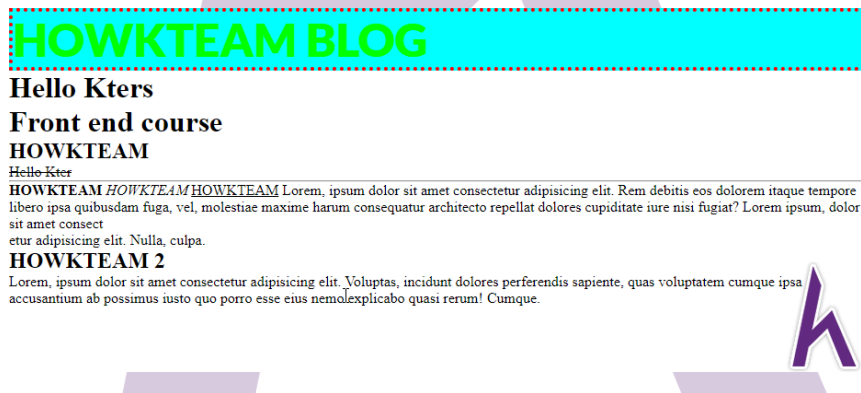 HOWKTEAM BLOG
Hello Kters
Front end course
HOWKTEAM
Hello Kter
HOWKTEAM HOWKTEAM HOWKTEAM Lorem, ipsum dolor sit amet consectetur adipisicing elit. Rem debitis eos dolorem itaque tempore
libero ipsa quibusdam fuga, vel, molestiae maxime harum consequatur architecto repellat dolores cupiditate iure nisi fugiat? Lorem ipsum, dolor
sit amet consect
etur adipisicing elit. Nulla, culpa.
HOWKTEAM 2
Lorem, ipsum dolor sit amet consectetur adipisicing elit. Voluptas, incidunt dolores perferendis sapiente, quas voluptatem cumque ipsa
accusantium ab possimus iusto quo porro esse eius nemo explicabo quasi rerum! Cumque.